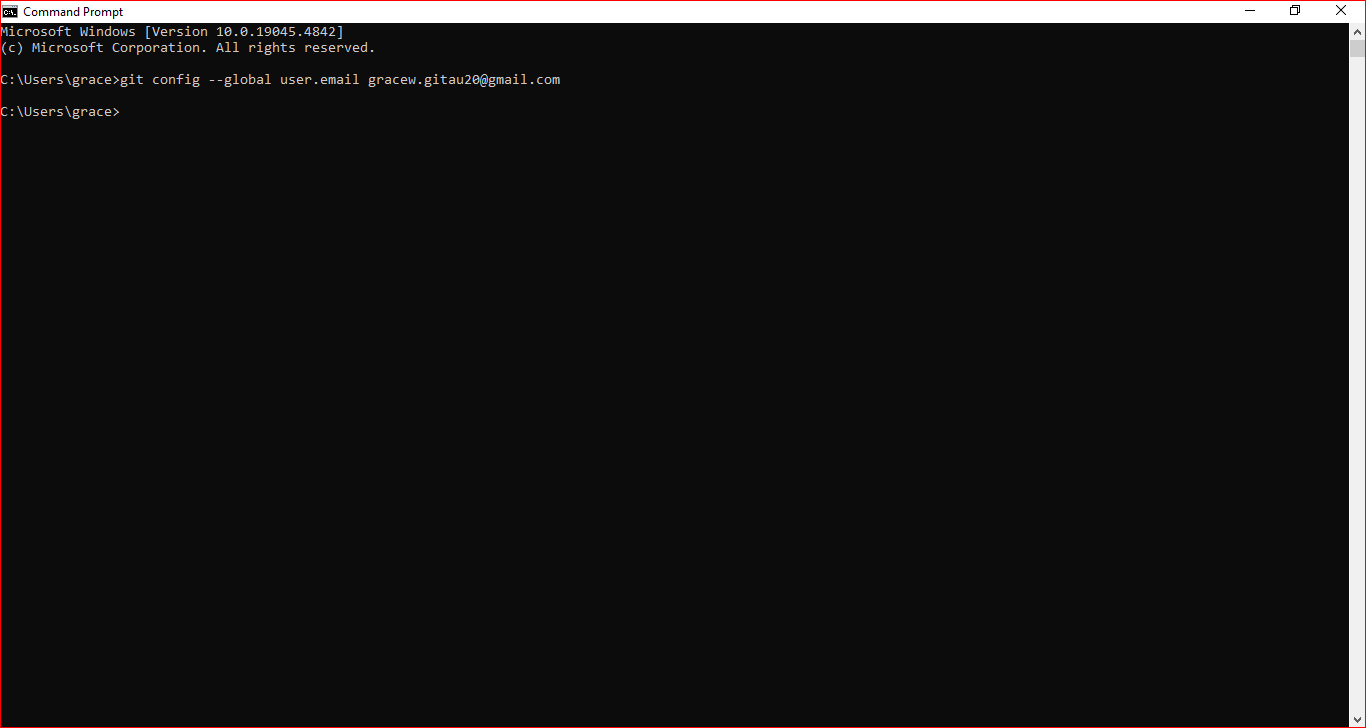 Command Prompt
Microsoft Windows [Version 10.0.19045.4842]
(c) Microsoft Corporation. All rights reserved.
C:\Users\grace>git config --global user.email gracew.gitau20@gmail.com
C:\Users\grace>